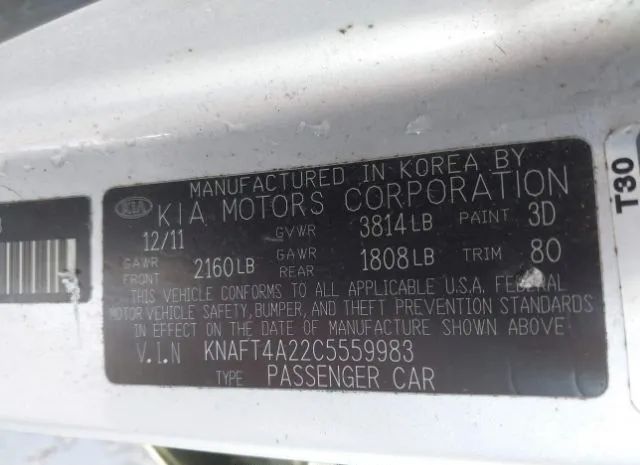 MANUFACTURED IN KOREA BY
KIA KIA MOTORS CORPORATION
12/11 GVWR 3814LB PAINT 3D
GAWR FRONT 2160LB GAWR REAR 1808LB TRIM 80
THIS VEHICLE CONFORMS TO ALL APPLICABLE U.S.A. FEDERAL
MOTOR VEHICLE SAFETY, BUMPER, AND THEFT PREVENTION STANDARDS
IN EFFECT ON THE DATE OF MANUFACTURE SHOWN ABOVE.
V.I.N KNAFT4A22C5559983
TYPE PASSENGER CAR
T30